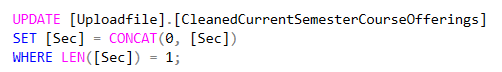 UPDATE [Uploadfile].[CleanedCurrentSemesterCourseOfferings]
SET [Sec] = CONCAT(0, [Sec])
WHERE LEN([Sec]) = 1;